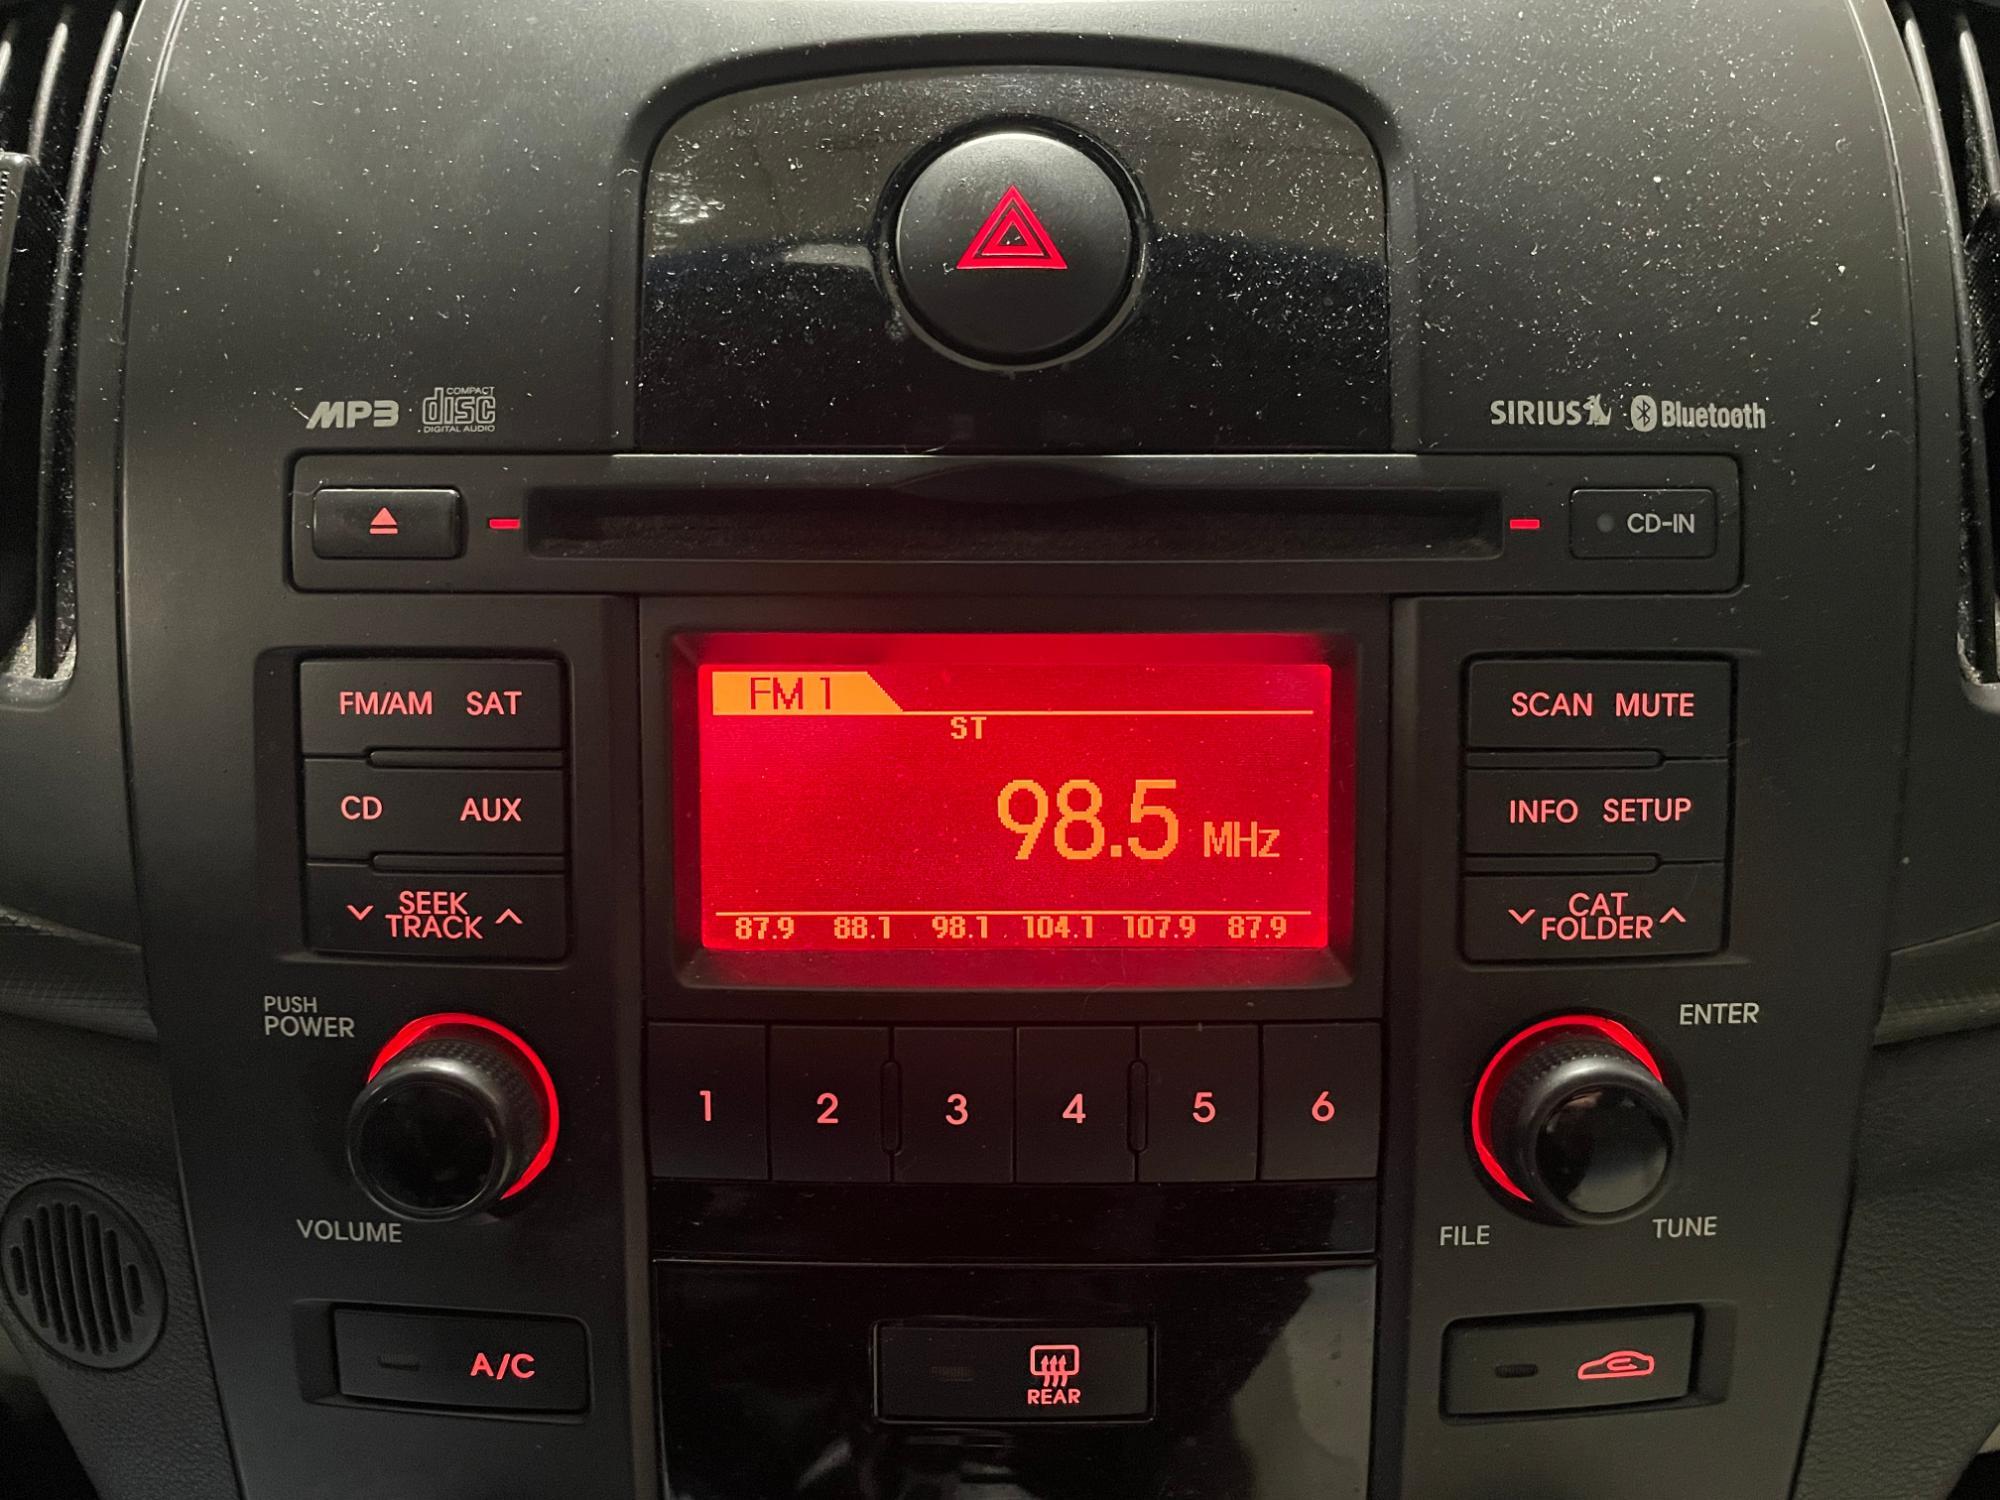 MP3 COMPACT disc DIGITAL AUDIO
SIRIUS Bluetooth
CD-IN
FM/AM SAT
CD AUX
SEEK
TRACK
FM 1
ST
98.5 MHz
87.9 88.1 98.1 104.1 107.9 87.9
SCAN MUTE
INFO SETUP
CAT
FOLDER
PUSH
POWER
VOLUME
1 2 3 4 5 6
ENTER
FILE TUNE
A/C
REAR